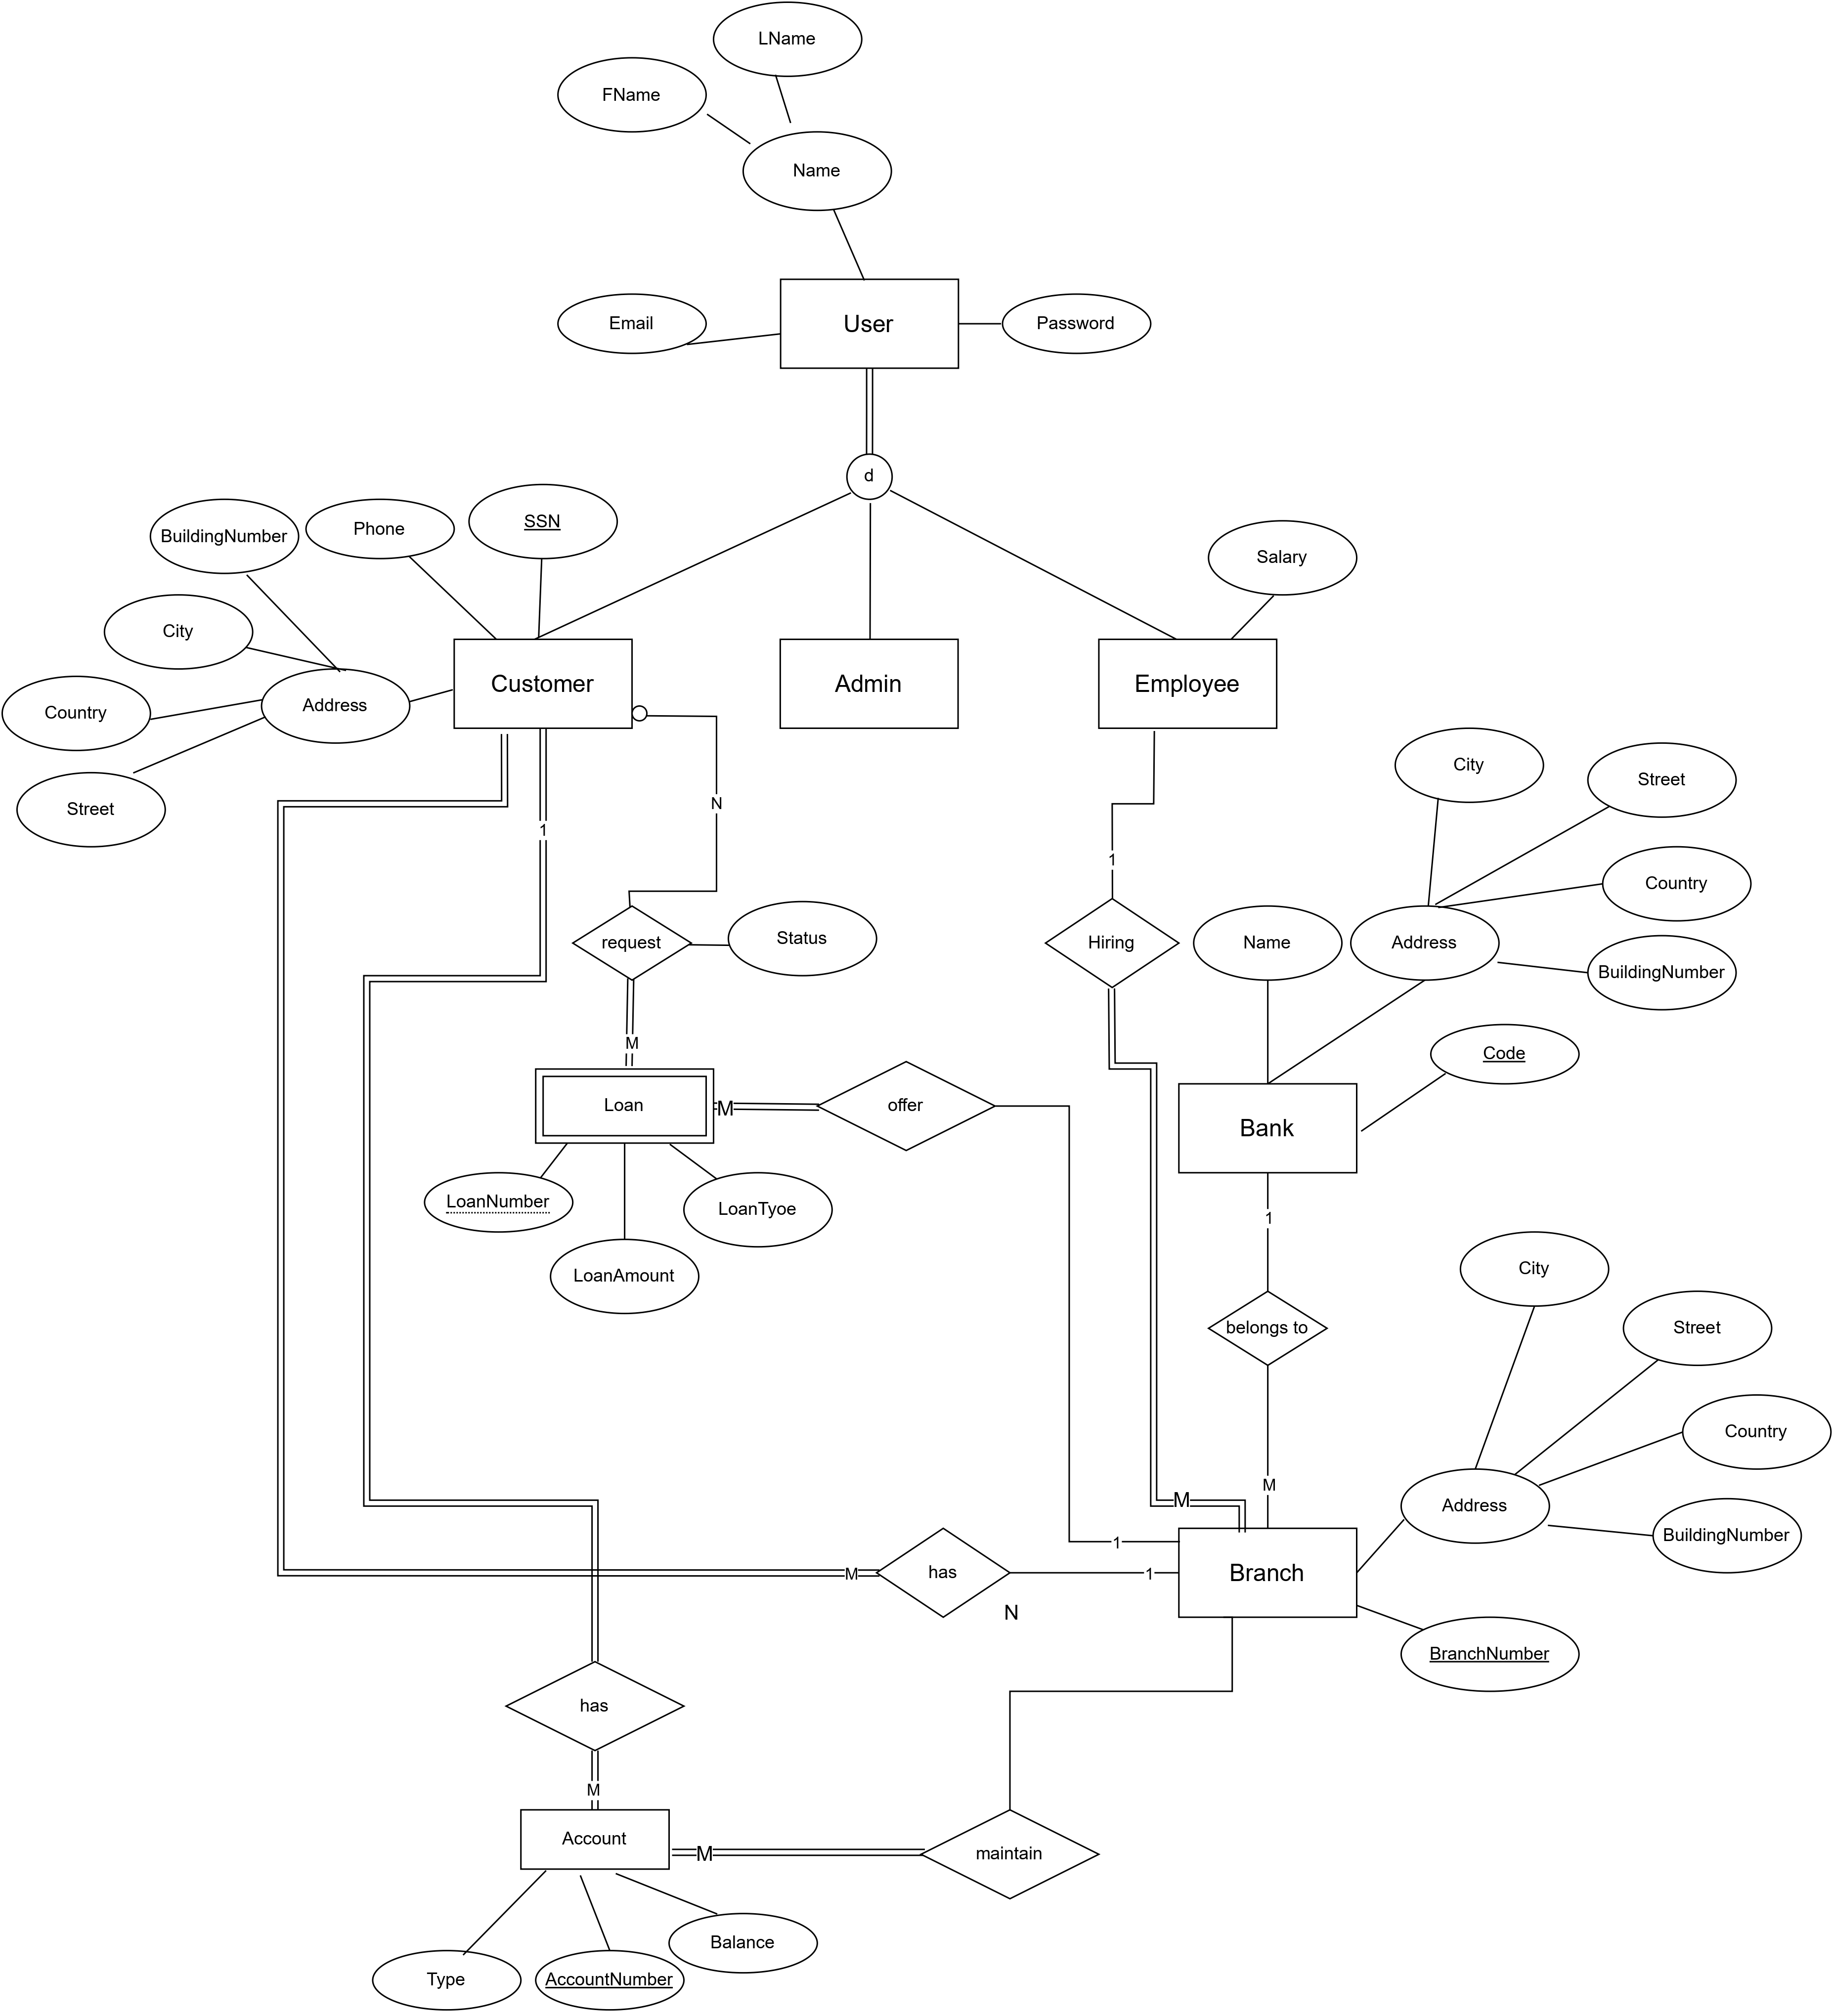 LName
FName
Name
Email
User
Password
d
BuildingNumber
Phone
SSN
Salary
City
Customer
Admin
Employee
Country
Address
Street
N
1
City
Street
1
Country
request
Status
Hiring
Name
Address
BuildingNumber
M
Code
Loan
M
offer
Bank
LoanNumber
LoanTyoe
1
LoanAmount
City
belongs to
Street
Country
M
M
Address
BuildingNumber
1
M
has
1
Branch
N
BranchNumber
has
M
Account
M
maintain
Balance
Type
AccountNumber